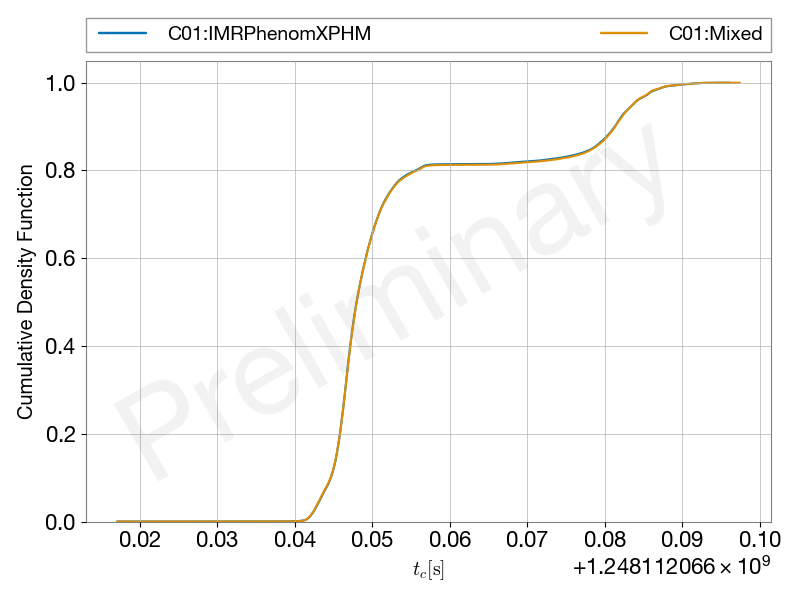 C01:IMRPhenomXPHM C01:Mixed
1.0
0.8
0.6
0.4
0.2
0.0
Cumulative Density Function
Preliminary
0.02 0.03 0.04 0.05 0.06 0.07 0.08 0.09 0.10
t_c[s]
+1.248112066 × 10⁹